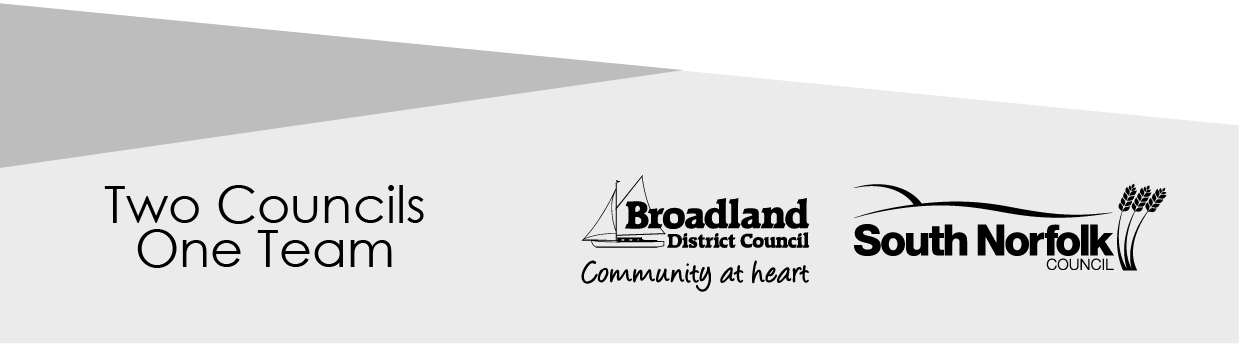 Two Councils
One Team
Broadland
District Council
Community at heart
South Norfolk
COUNCIL